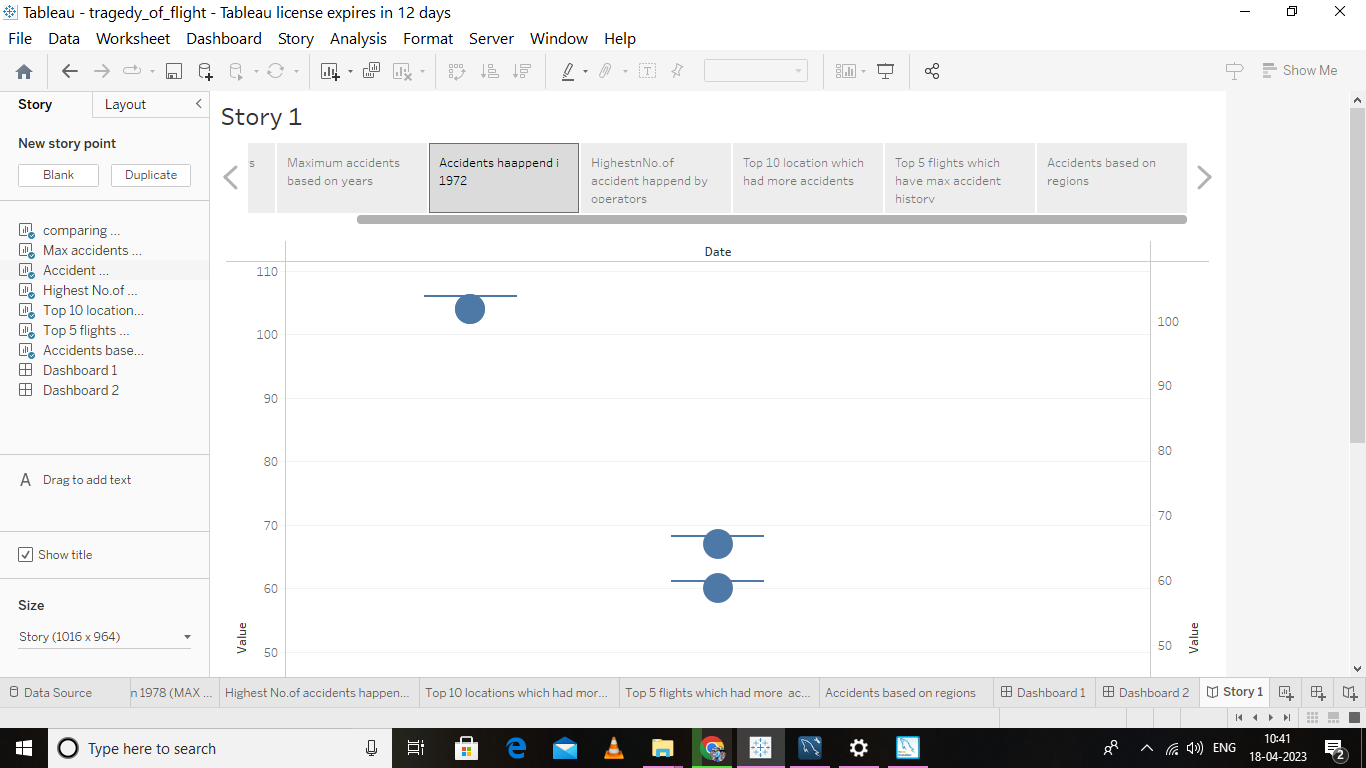 Tableau - tragedy_of_flight - Tableau license expires in 12 days
File Data Worksheet Dashboard Story Analysis Format Server Window Help
Show Me
Story Layout
New story point
Blank Duplicate
comparing ...
Max accidents ...
Accident ...
Highest No.of ...
Top 10 location...
Top 5 flights ...
Accidents base...
Dashboard 1
Dashboard 2
A Drag to add text
Show title
Size
Story (1016 x 964)
Story 1
s
Maximum accidents
based on years
Accidents haappend i
1972
HighestnNo.of
accident happend by
operators
Top 10 location which
had more accidents
Top 5 flights which
have max accident
history
Accidents based on
regions
Date
110
100
90
80
70
60
50
Value
100
90
80
70
60
50
Value
Data Source n 1978 (MAX ... Highest No.of accidents happen... Top 10 locations which had mor... Top 5 flights which had more ac... Accidents based on regions Dashboard 1 Dashboard 2 Story 1
Type here to search
ENG
10:41
18-04-2023
2